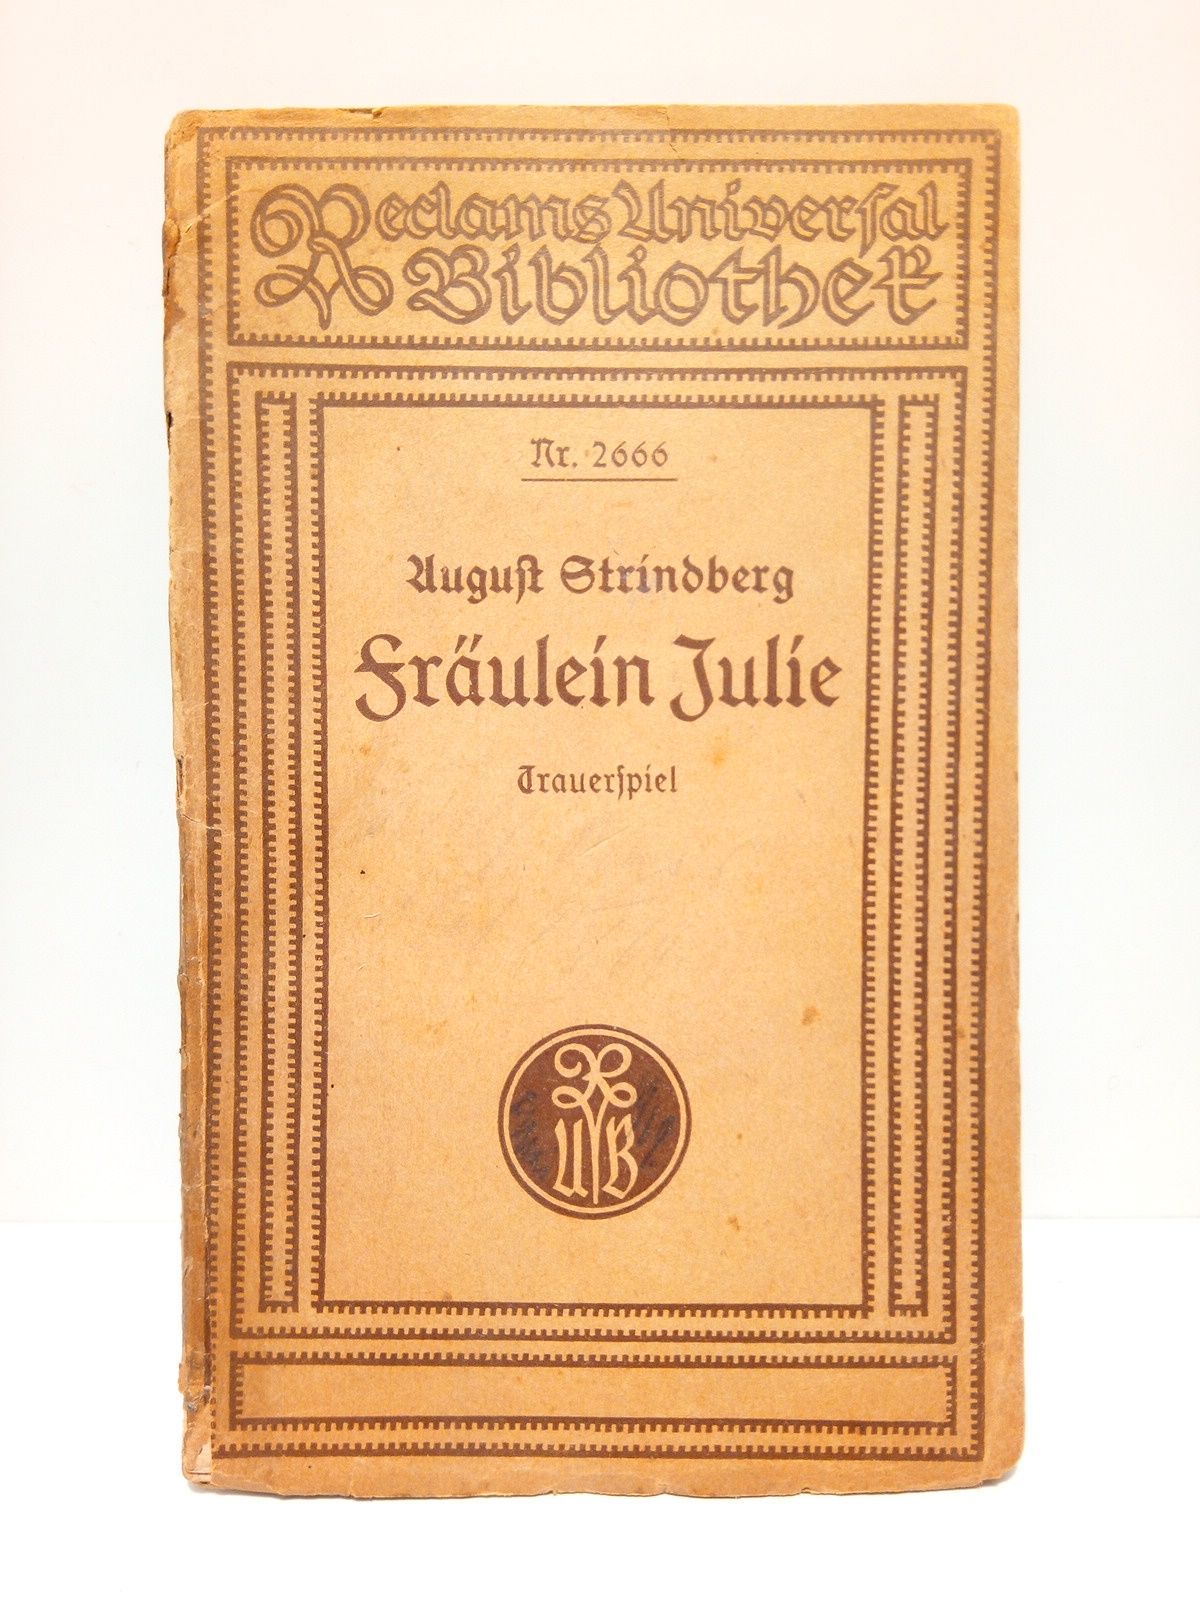 Reclams Universal
Bibliothek
Nr. 2666
August Strindberg
Fräulein Julie
Trauerspiel
R
UB